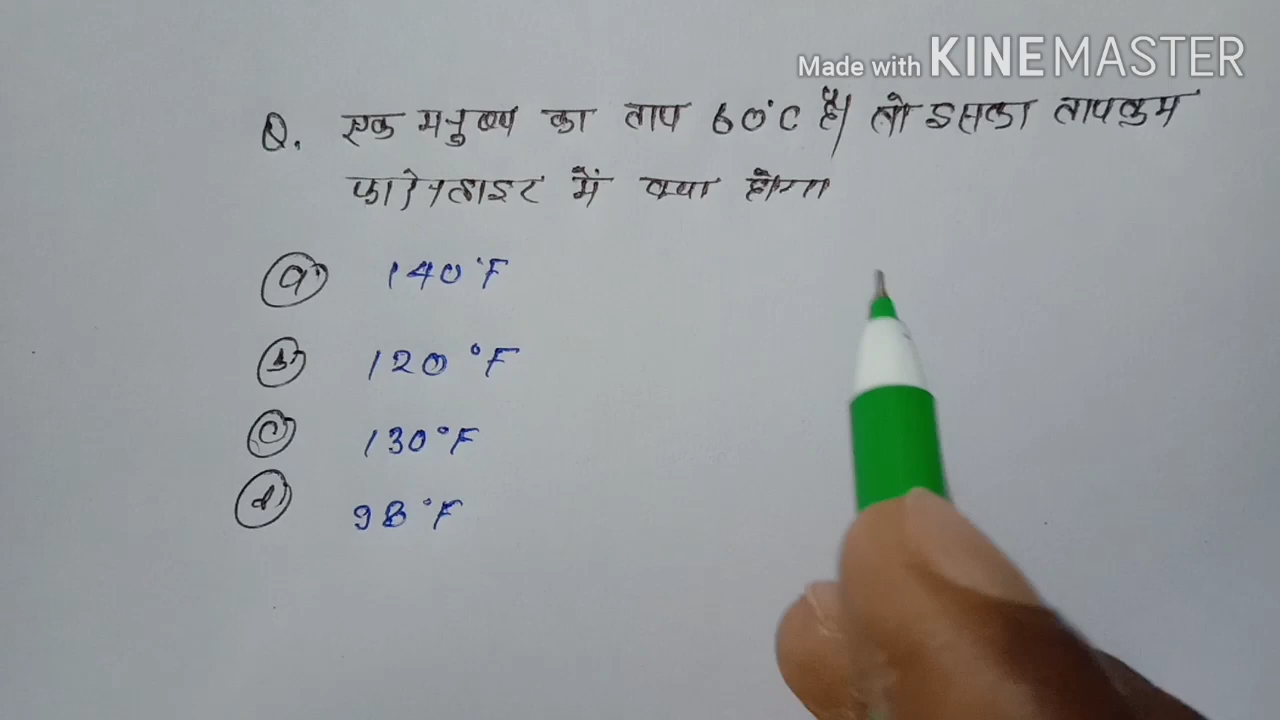 Made with KINEMASTER
Q. एक मनुष्य का ताप 60°C है। तो इसका तापक्रम
फारेनहाइट में क्या होगा
(a) 140°F
(b) 120°F
(c) 130°F
(d) 98°F